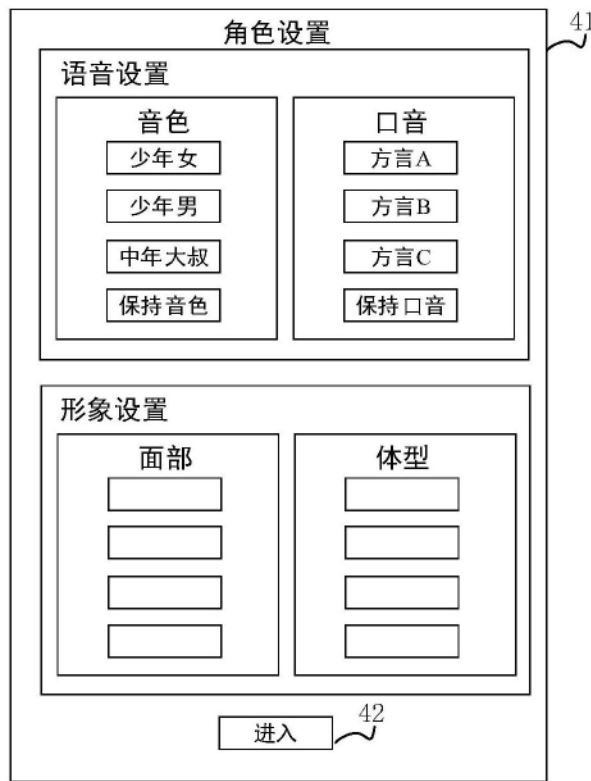 角色设置
41
语音设置
音色
少年女
少年男
中年大叔
保持音色
口音
方言A
方言B
方言C
保持口音
形象设置
面部
体型
进入
42